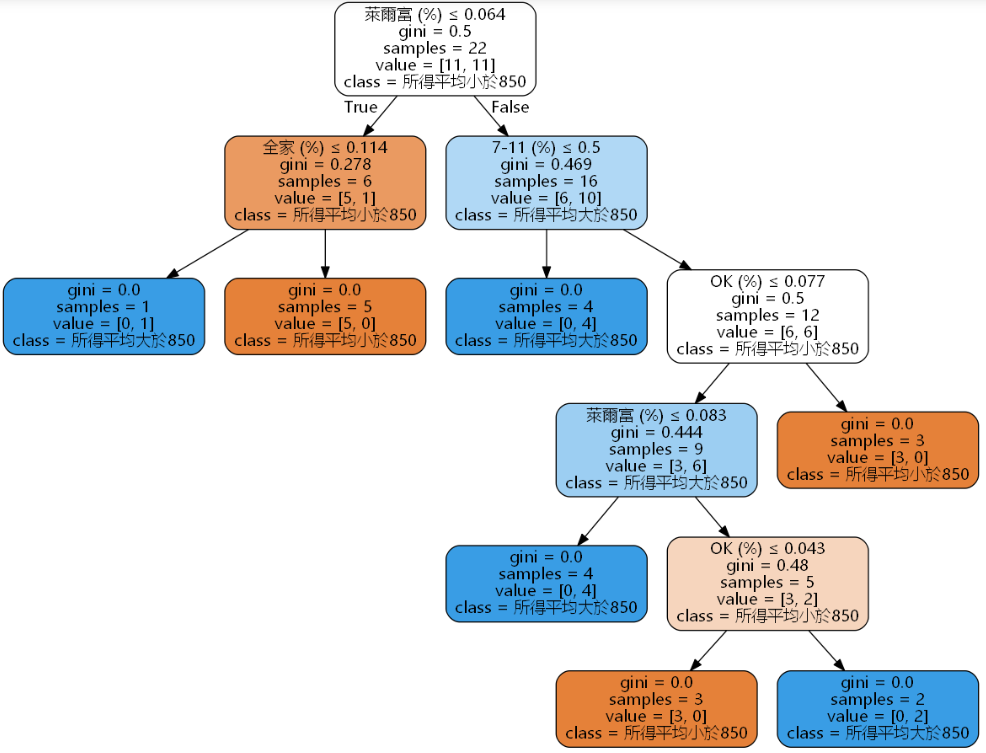 萊爾富 (%) ≤ 0.064
gini = 0.5
samples = 22
value = [11, 11]
class = 所得平均小於850
True
False
全家 (%) ≤ 0.114
gini = 0.278
samples = 6
value = [5, 1]
class = 所得平均小於850
7-11 (%) ≤ 0.5
gini = 0.469
samples = 16
value = [6, 10]
class = 所得平均大於850
gini = 0.0
samples = 1
value = [0, 1]
class = 所得平均大於850
gini = 0.0
samples = 5
value = [5, 0]
class = 所得平均小於850
gini = 0.0
samples = 4
value = [0, 4]
class = 所得平均大於850
OK (%) ≤ 0.077
gini = 0.5
samples = 12
value = [6, 6]
class = 所得平均小於850
萊爾富 (%) ≤ 0.083
gini = 0.444
samples = 9
value = [3, 6]
class = 所得平均大於850
gini = 0.0
samples = 3
value = [3, 0]
class = 所得平均小於850
gini = 0.0
samples = 4
value = [0, 4]
class = 所得平均大於850
OK (%) ≤ 0.043
gini = 0.48
samples = 5
value = [3, 2]
class = 所得平均小於850
gini = 0.0
samples = 3
value = [3, 0]
class = 所得平均小於850
gini = 0.0
samples = 2
value = [0, 2]
class = 所得平均大於850